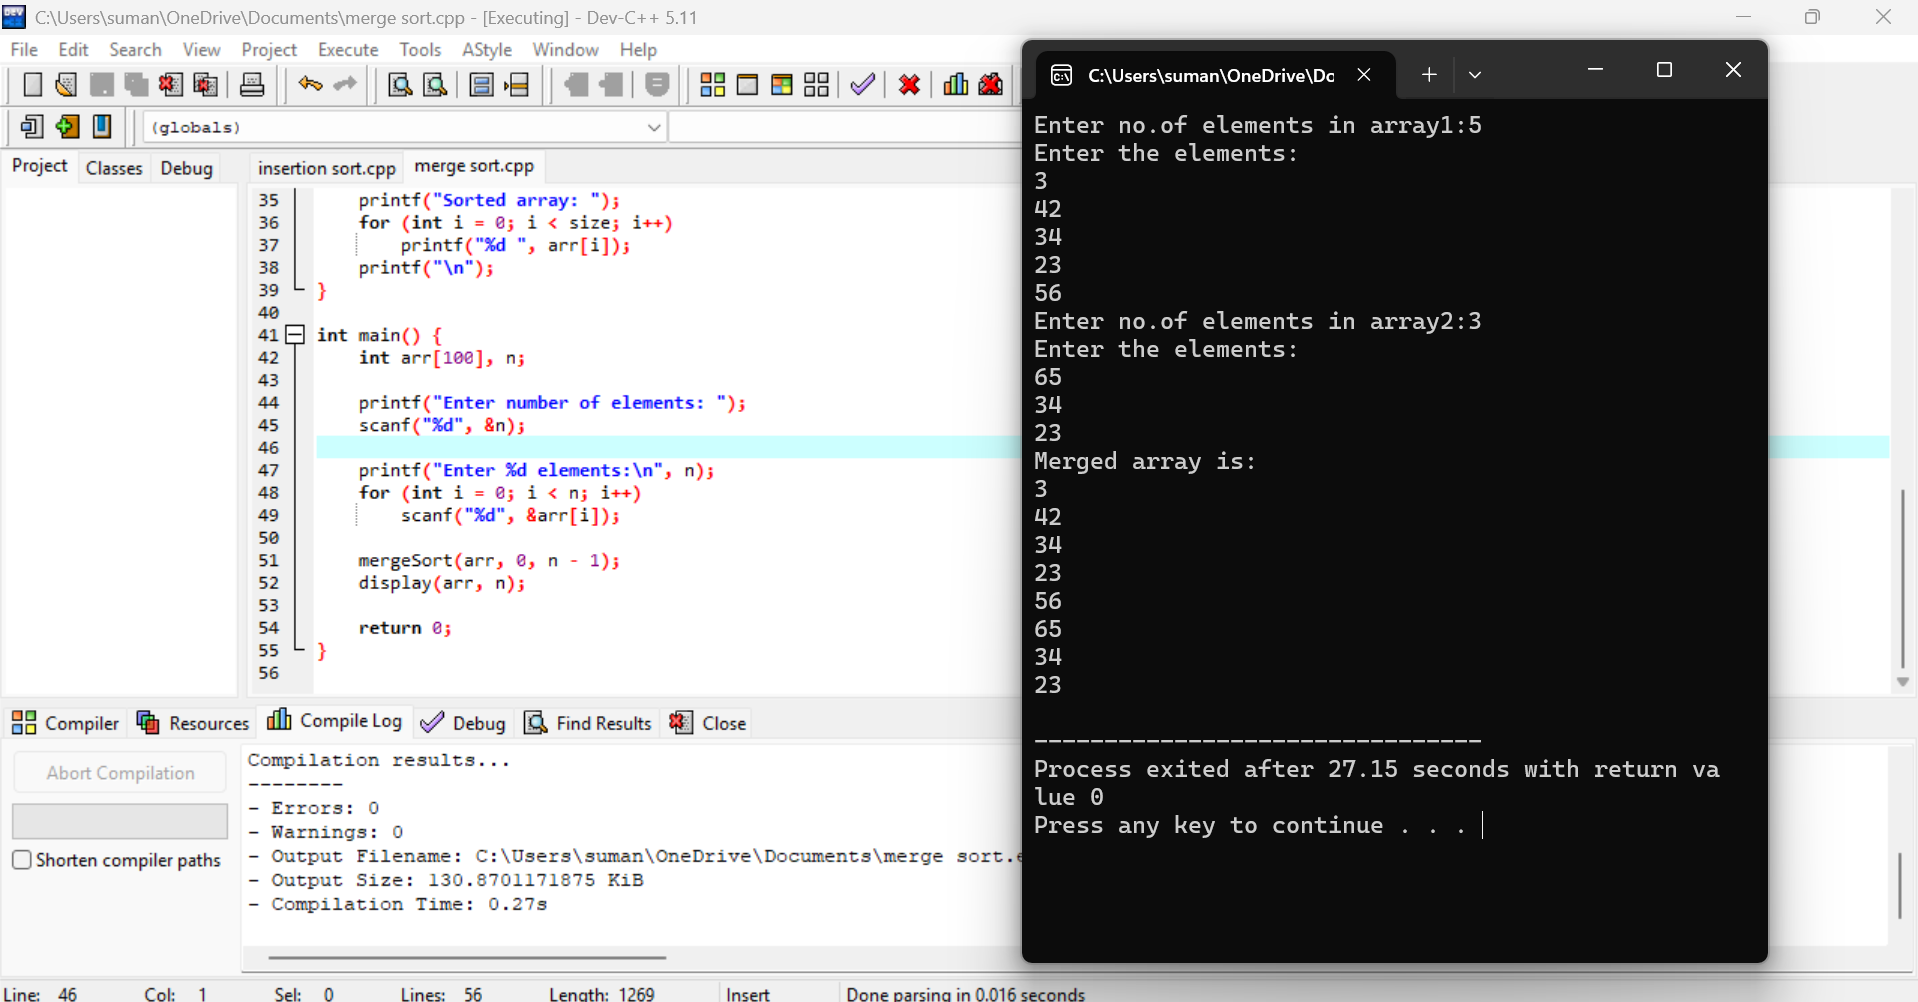 C:\Users\suman\OneDrive\Documents\merge sort.cpp - [Executing] - Dev-C++ 5.11
File Edit Search View Project Execute Tools AStyle Window Help
(globals)
Project Classes Debug
insertion sort.cpp merge sort.cpp
35 printf("Sorted array: ");
36 for (int i = 0; i < size; i++)
37 printf("%d ", arr[i]);
38 printf("\n");
39 }
40
41 int main() {
42 int arr[100], n;
43
44 printf("Enter number of elements: ");
45 scanf("%d", &n);
46
47 printf("Enter %d elements:\n", n);
48 for (int i = 0; i < n; i++)
49 scanf("%d", &arr[i]);
50
51 mergeSort(arr, 0, n - 1);
52 display(arr, n);
53
54 return 0;
55 }
56
Compiler Resources Compile Log Debug Find Results Close
Abort Compilation
Shorten compiler paths
Compilation results...
--------
- Errors: 0
- Warnings: 0
- Output Filename: C:\Users\suman\OneDrive\Documents\merge sort.e
- Output Size: 130.8701171875 KiB
- Compilation Time: 0.27s
Line: 46 Col: 1 Sel: 0 Lines: 56 Length: 1269 Insert Done parsing in 0.016 seconds
C:\Users\suman\OneDrive\Dc
Enter no.of elements in array1:5
Enter the elements:
3
42
34
23
56
Enter no.of elements in array2:3
Enter the elements:
65
34
23
Merged array is:
3
42
34
23
56
65
34
23
--------------------------------
Process exited after 27.15 seconds with return va
lue 0
Press any key to continue . . .